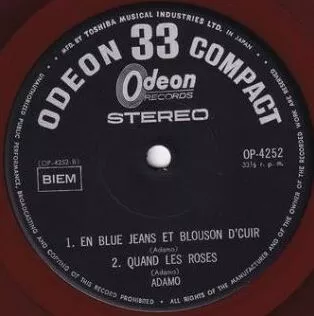 MFD. BY TOSHIBA MUSICAL INDUSTRIES LTD. IN JAPAN.
ODEON 33 COMPACT
Odeon
RECORDS
STEREO
(OP-4252 B)
BIEM
OP-4252
33⅓ r. p. m.
1. EN BLUE JEANS ET BLOUSON D'CUIR
(Adamo)
2. QUAND LES ROSES
(Adamo)
ADAMO
UNAUTHORIZED PUBLIC PERFORMANCE, BROADCASTING AND COPYING OF THIS RECORD PROHIBITED • ALL RIGHTS OF THE MANUFACTURER AND OF THE OWNER OF THE RECORDED WORK ARE RESERVED